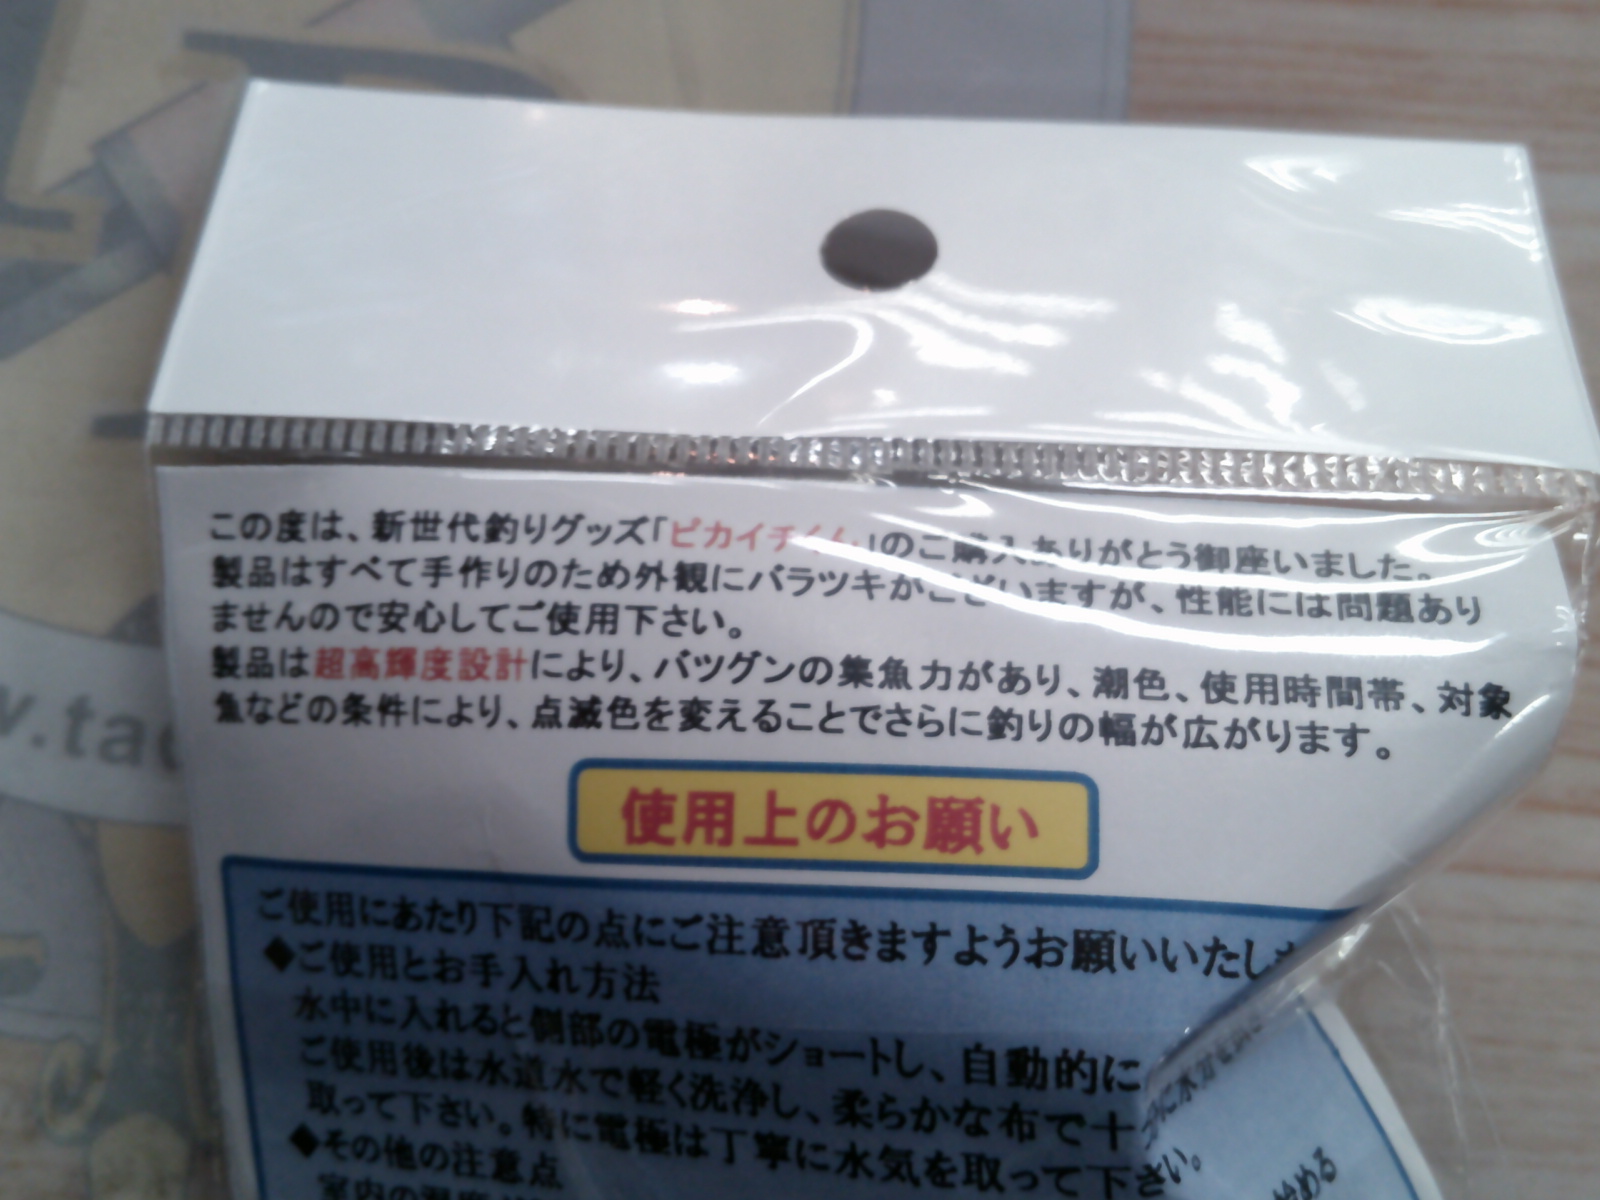 この度は、新世代釣りグッズ「ピカイチくん」のご購入ありがとう御座いました。
製品はすべて手作りのため外観にバラツキがございますが、性能には問題あり
ませんので安心してご使用下さい。
製品は超高輝度設計により、バツグンの集魚力があり、潮色、使用時間帯、対象
魚などの条件により、点滅色を変えることでさらに釣りの幅が広がります。
使用上のお願い
ご使用にあたり下記の点にご注意頂きますようお願いいたし
◆ご使用とお手入れ方法
水中に入れると側部の電極がショートし、自動的に
ご使用後は水道水で軽く洗浄し、柔らかな布で十
取って下さい。特に電極は丁寧に水気を取って下さい。
◆その他の注意点
始める
w.ta